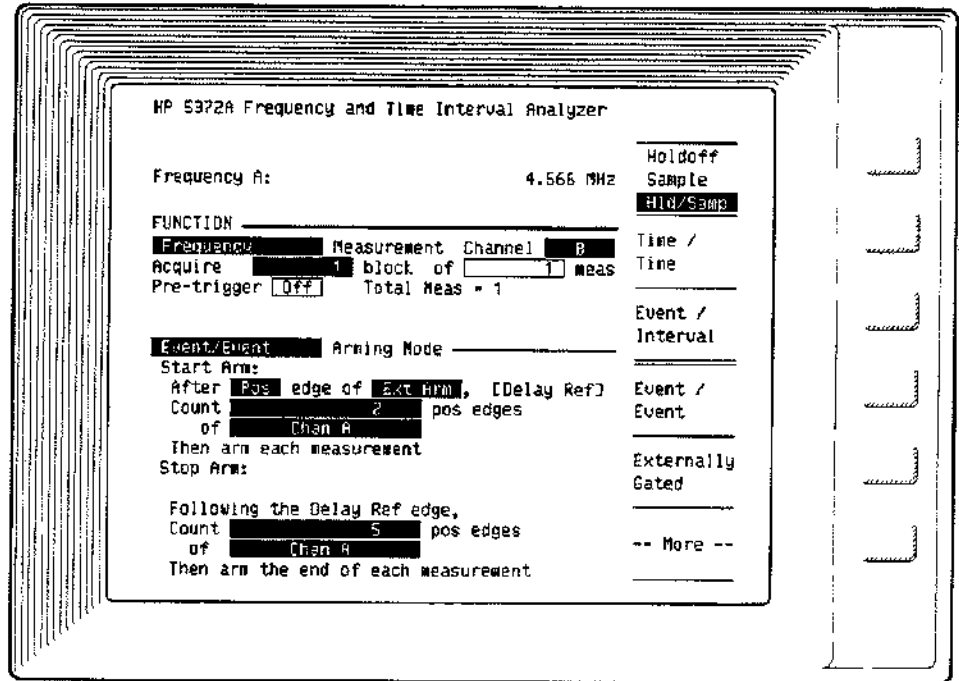 HP 5372A Frequency and Time Interval Analyzer
Frequency A: 4.566 MHz
FUNCTION
Frequency Measurement Channel B
Acquire 1 block of 1 meas
Pre-trigger Off Total Meas = 1
Event/Event Arming Mode
Start Arm:
After Pos edge of Ext Arm, [Delay Ref]
Count 2 pos edges
of Chan A
Then arm each measurement
Stop Arm:
Following the Delay Ref edge,
Count 5 pos edges
of Chan A
Then arm the end of each measurement
Holdoff
Sample
Hld/Samp
Time /
Time
Event /
Interval
Event /
Event
Externally
Gated
-- More --